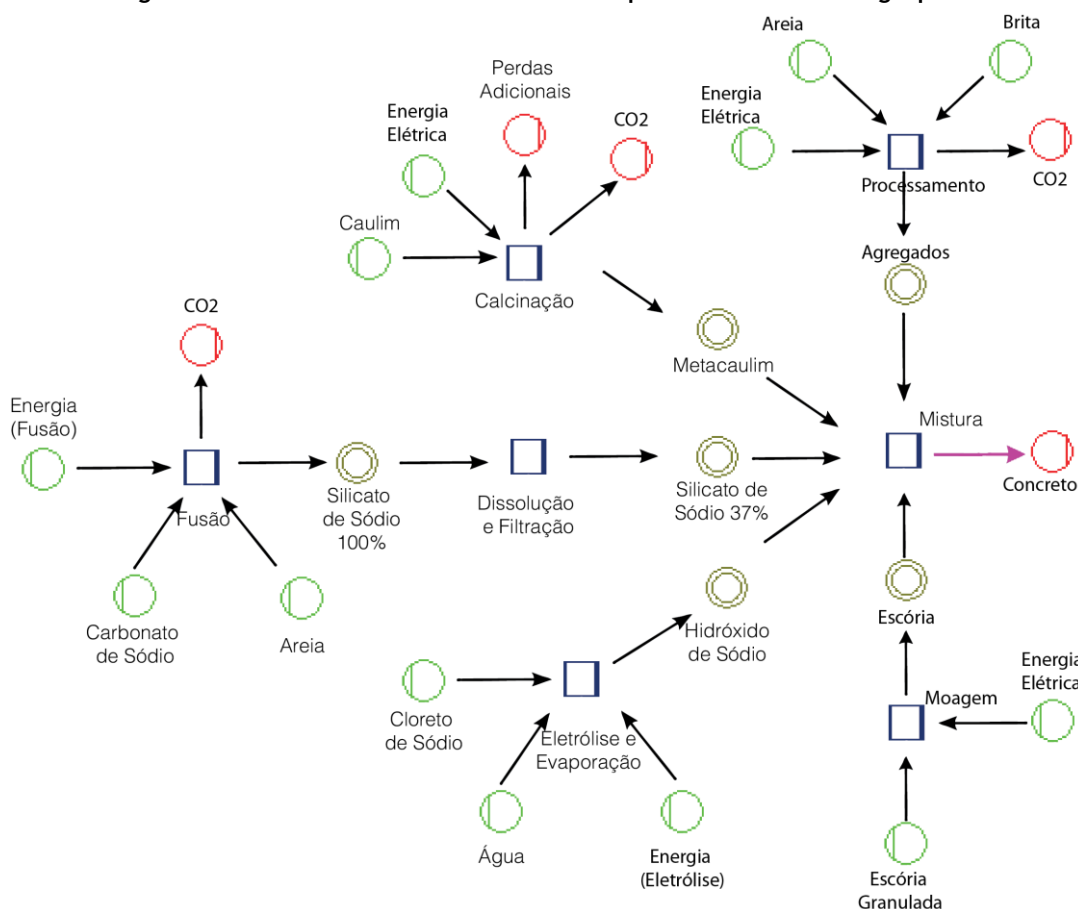 Areia
Brita
Perdas
Adicionais
Energia
Elétrica
CO2
Energia
Elétrica
Processamento
CO2
Caulim
Calcinação
Agregados
CO2
Metacaulim
Energia
(Fusão)
Mistura
Fusão
Silicato
de Sódio
100%
Dissolução
e Filtração
Silicato de
Sódio 37%
Concreto
Carbonato
de Sódio
Areia
Hidróxido
de Sódio
Escória
Energia
Elétrica
Moagem
Cloreto
de Sódio
Eletrólise e
Evaporação
Água
Energia
(Eletrólise)
Escória
Granulada